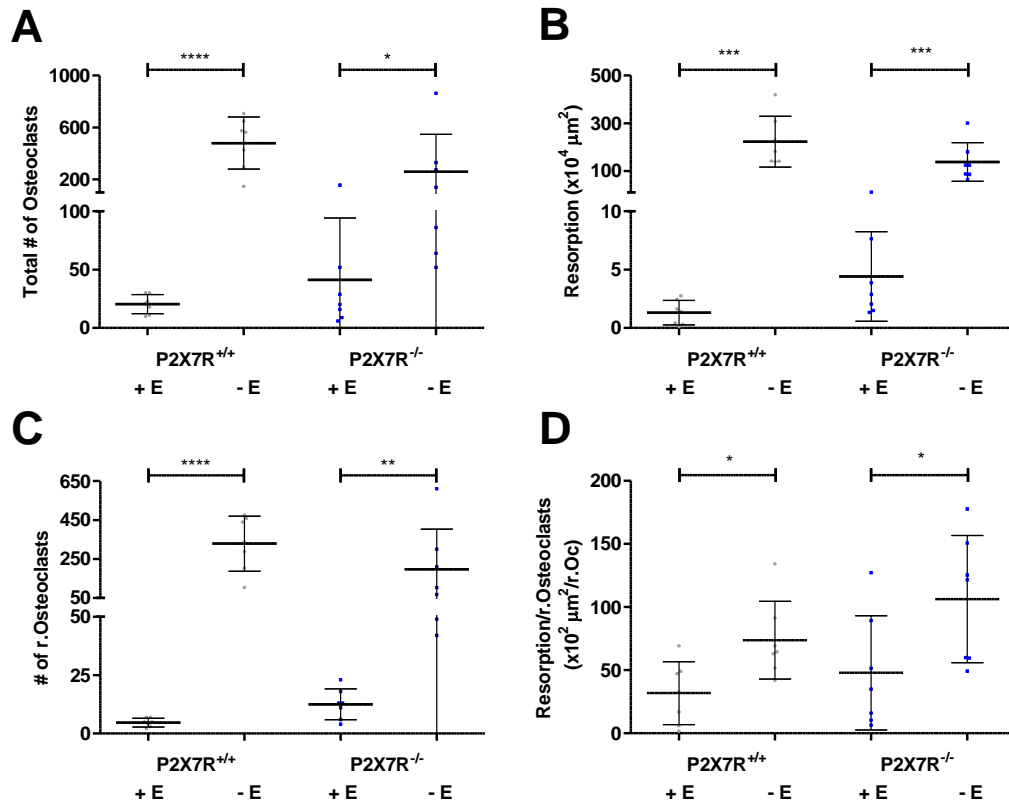 A
Total # of Osteoclasts
1000
600
200
100
50
0
****
*
P2X7R+/+
P2X7R-/-
+ E
- E
+ E
- E
B
Resorption (x10⁴ µm²)
500
300
100
10
5
0
***
***
P2X7R+/+
P2X7R-/-
+ E
- E
+ E
- E
C
# of r.Osteoclasts
650
450
250
50
50
25
0
****
**
P2X7R+/+
P2X7R-/-
+ E
- E
+ E
- E
D
Resorption/r.Osteoclasts
(x10² µm²/r.Oc)
200
150
100
50
0
*
*
P2X7R+/+
P2X7R-/-
+ E
- E
+ E
- E